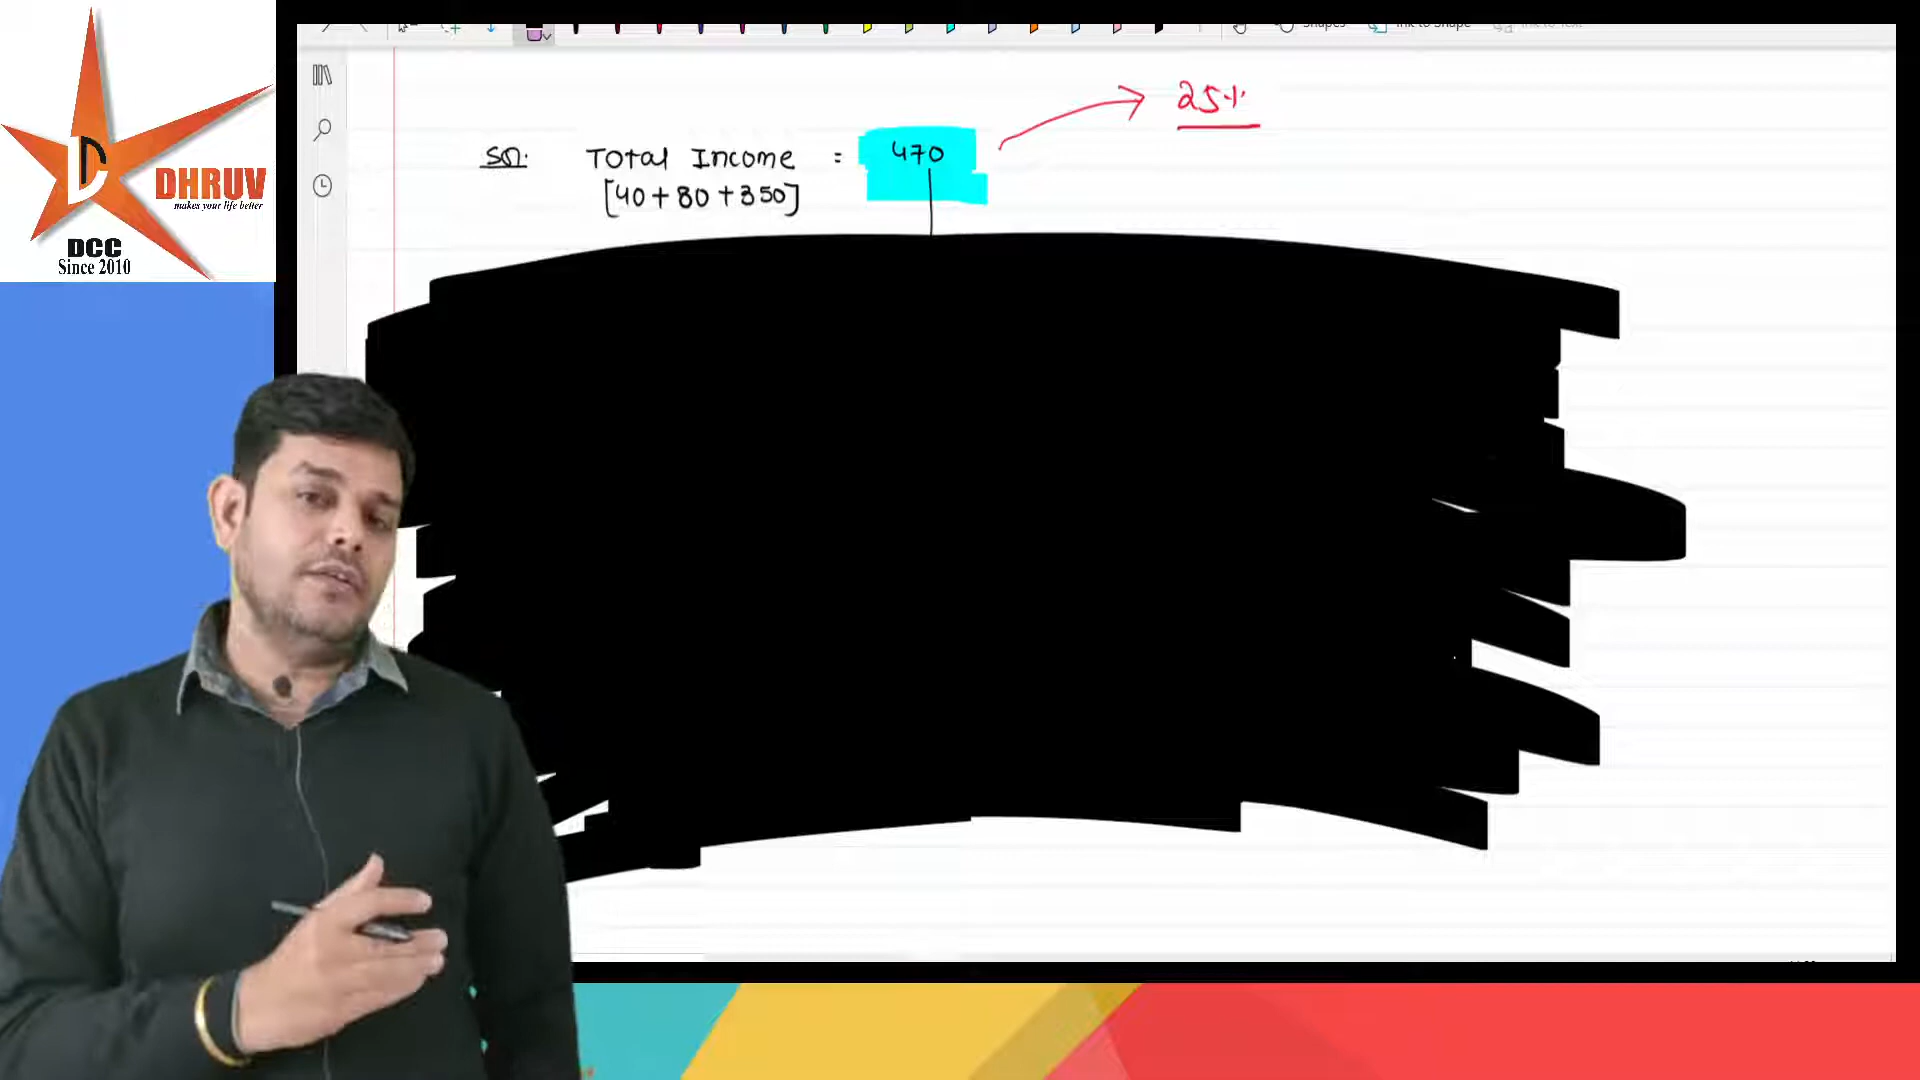 DHRUV
makes your life better
DCC
Since 2010
25%
Sol. Total Income = 470
[40+80+350]